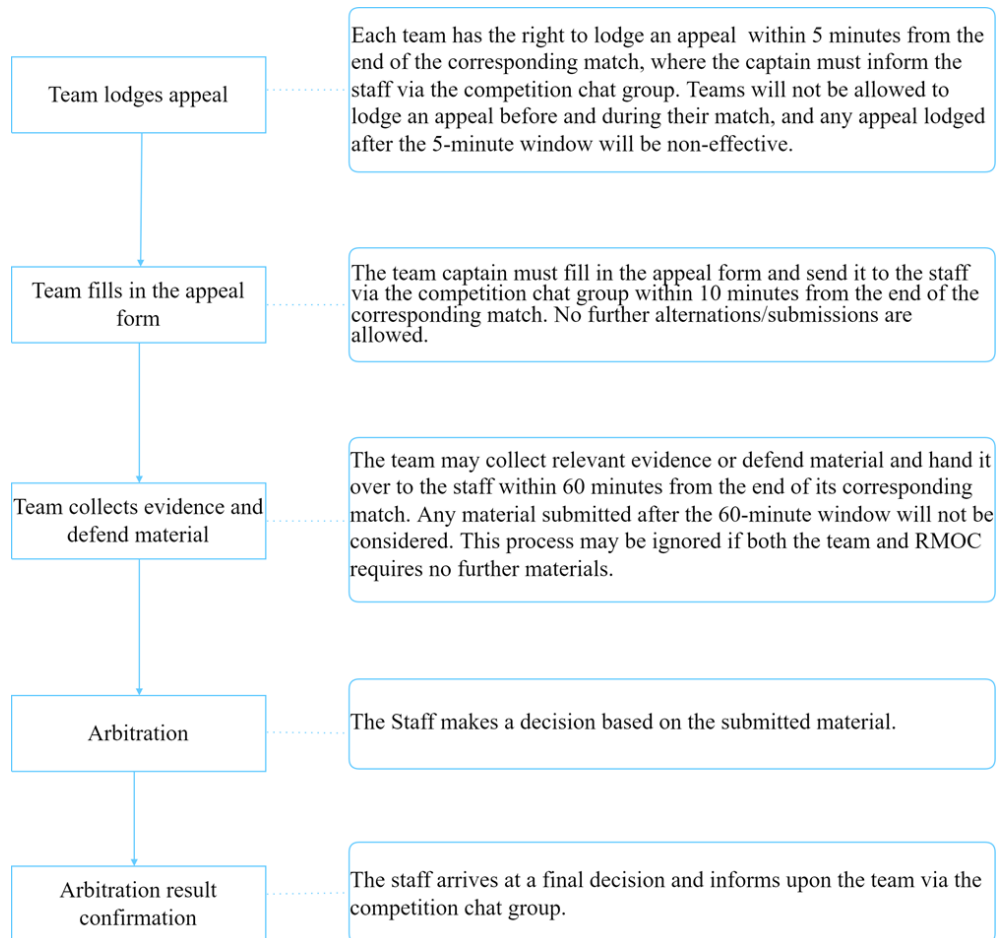 Each team has the right to lodge an appeal  within 5 minutes from the
end of the corresponding match, where the captain must inform the
Team lodges appeal
staff via the competition chat group. Teams will not be allowed to
lodge an appeal before and during their match, and any appeal lodged
after the 5-minute window will be non-effective.
Team fills in the appeal
form
The team captain must fill in the appeal form and send it to the staff
via the competition chat group within 10 minutes from the end of the
corresponding match. No further alternations/submissions are
allowed.
Team collects evidence and
defend material
The team may collect relevant evidence or defend material and hand it
over to the staff within 60 minutes from the end of its corresponding
match. Any material submitted after the 60-minute window will not be
considered. This process may be ignored if both the team and RMOC
requires no further materials.
Arbitration
The Staff makes a decision based on the submitted material.
Arbitration result
confirmation
The staff arrives at a final decision and informs upon the team via the
competition chat group.